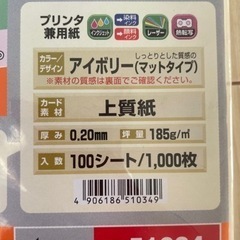 プリンタ
兼用紙
インクジェット
染料
インク
顔料
インク
レーザー
熱転写
カラー/
デザイン
しっとりとした質感の
アイボリー(マットタイプ)
※素材の質感は裏面でご確認ください。
カード
素材
上質紙
厚み
0.20mm
坪量
185g/㎡
入数
100シート/1,000枚
4 906186 510349